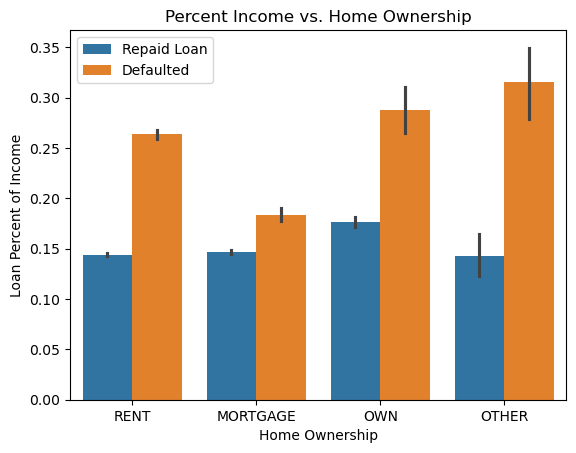 Percent Income vs. Home Ownership
Repaid Loan
Defaulted
0.35
0.30
0.25
0.20
0.15
0.10
0.05
0.00
Loan Percent of Income
RENT MORTGAGE OWN OTHER
Home Ownership